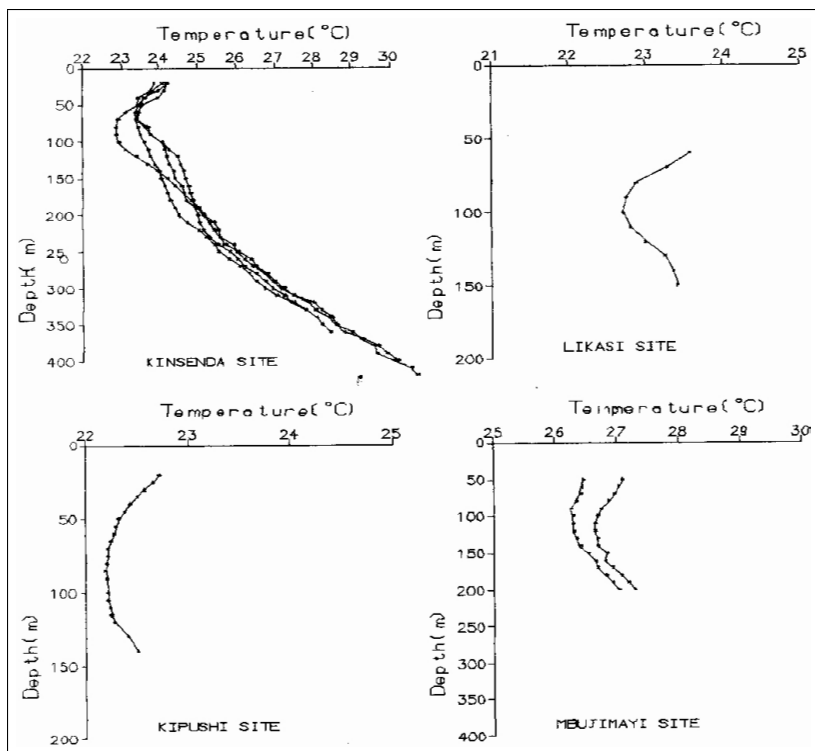 Temperature(°C)
22 23 24 25 26 27 28 29 30
0
50
100
150
200
250
300
350
400
Depth(m)
KINSENDA SITE
Temperature(°C)
21 22 23 24 25
0
50
100
150
200
Depth(m)
LIKASI SITE
Temperature(°C)
22 23 24 25
0
50
100
150
200
Depth(m)
KIPUSHI SITE
Temmerature(°C)
25 26 27 28 29 30
0
50
100
150
200
250
300
350
400
Depth(m)
MBUJIMAYI SITE